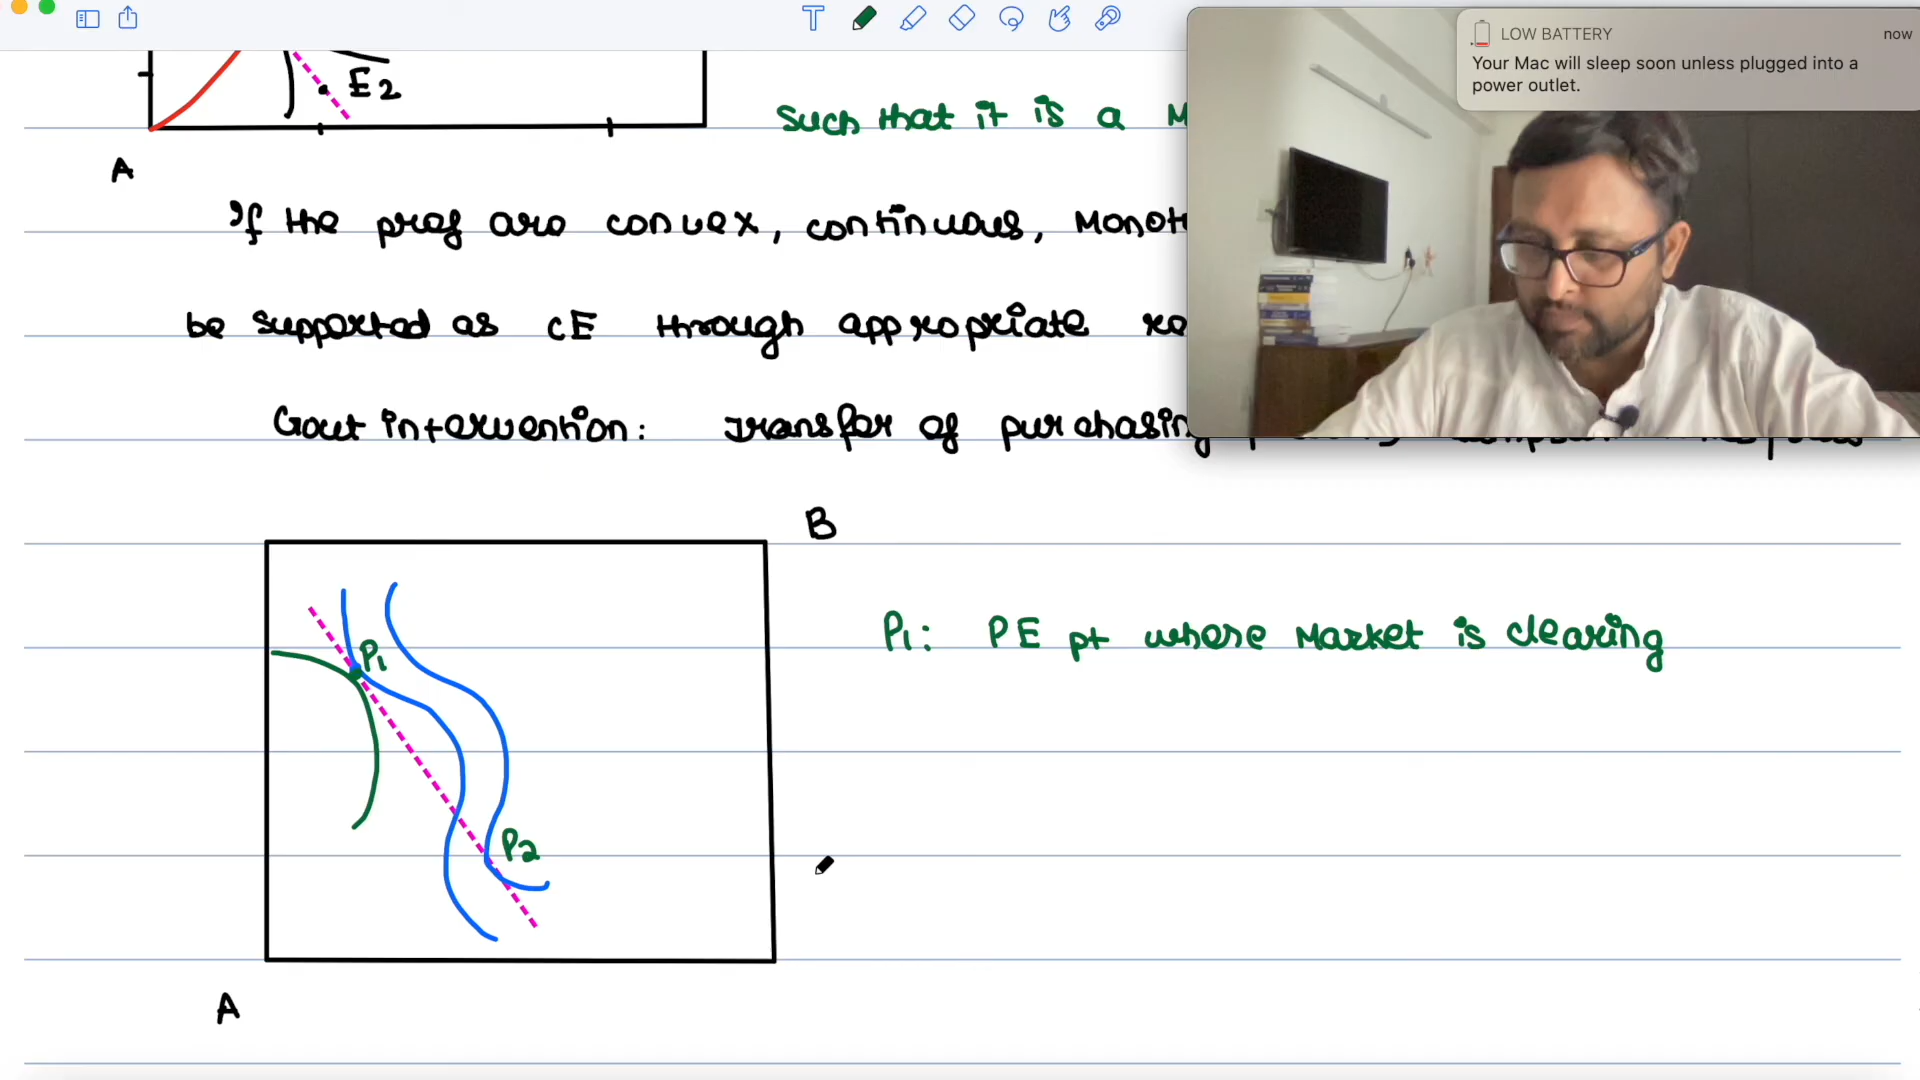 LOW BATTERY now
Your Mac will sleep soon unless plugged into a
power outlet.
E2
Such that it is a
A
If the pref are convex, continuous,
be supported as CE through appropriate
Govt intervention: Transfer of purchasing
B
P1
P1: PE pt where Market is clearing
P2
A